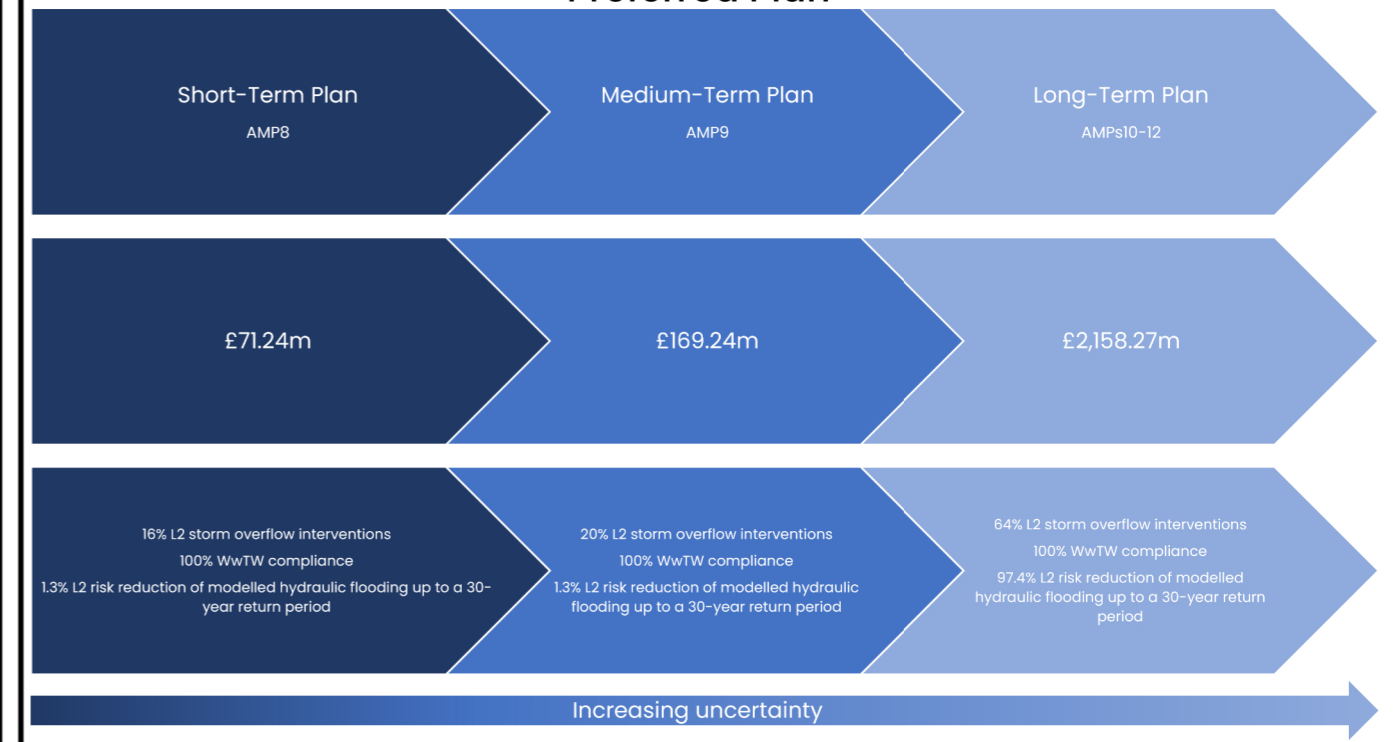 Preferred Plan
Short-Term Plan
AMP8
Medium-Term Plan
AMP9
Long-Term Plan
AMPs10-12
£71.24m
£169.24m
£2,158.27m
16% L2 storm overflow interventions
100% WwTW compliance
1.3% L2 risk reduction of modelled hydraulic flooding up to a 30-
year return period
20% L2 storm overflow interventions
100% WwTW compliance
1.3% L2 risk reduction of modelled hydraulic
flooding up to a 30-year return period
64% L2 storm overflow interventions
100% WwTW compliance
97.4% L2 risk reduction of modelled
hydraulic flooding up to a 30-year return
period
Increasing uncertainty